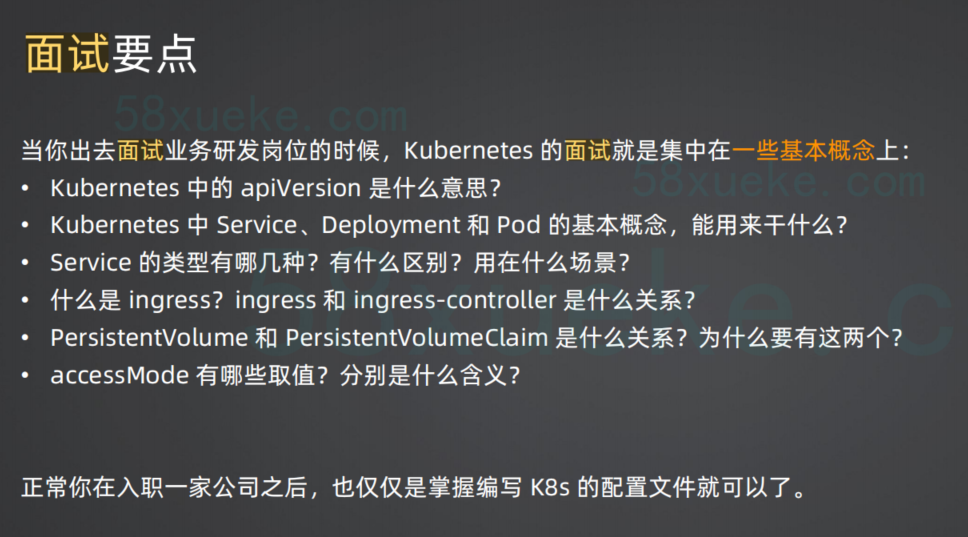 面试要点
58xueke.com
当你出去面试业务研发岗位的时候，Kubernetes 的面试就是集中在一些基本概念上：
58xueke.com
• Kubernetes 中的 apiVersion 是什么意思？
• Kubernetes 中 Service、Deployment 和 Pod 的基本概念，能用来干什么？
• Service 的类型有哪几种？有什么区别？用在什么场景？
• 什么是 ingress？ingress 和 ingress-controller 是什么关系？
58xueke.c
• PersistentVolume 和 PersistentVolumeClaim 是什么关系？为什么要有这两个？
• accessMode 有哪些取值？分别是什么含义？
正常你在入职一家公司之后，也仅仅是掌握编写 K8s 的配置文件就可以了。